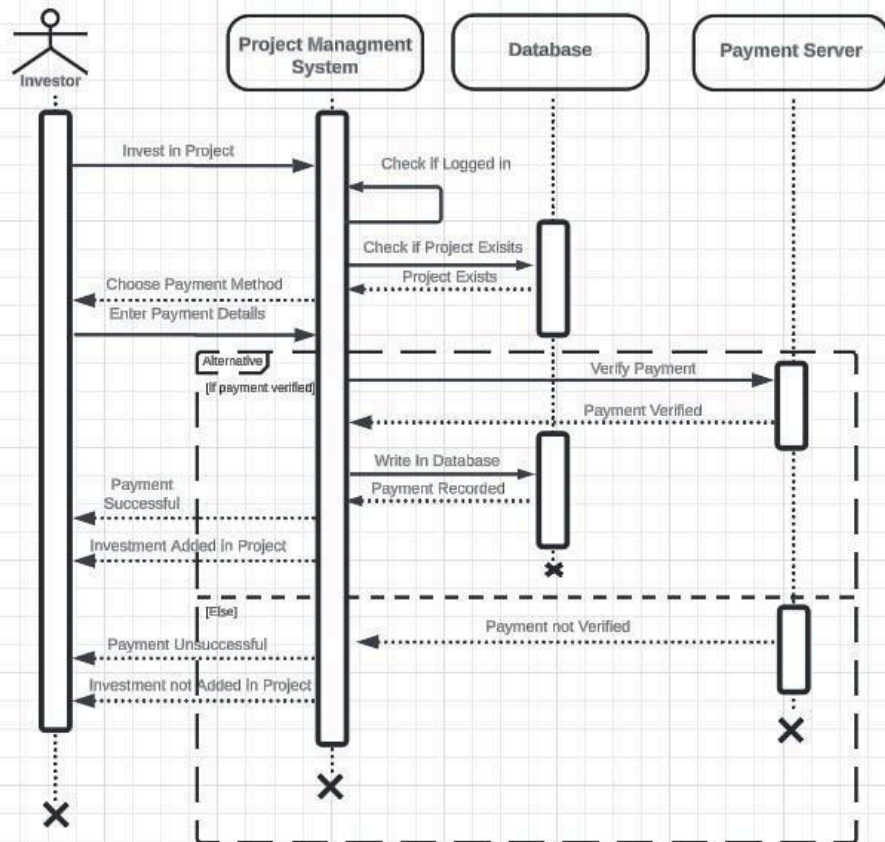 Investor
Project Managment
System
Database
Payment Server
Invest in Project
Check if Logged in
Check if Project Exisits
Project Exists
Choose Payment Method
Enter Payment Details
Alternative
[If payment verified]
Verify Payment
Payment Verified
Write In Database
Payment Recorded
Payment
Successful
Investment Added in Project
[Else]
Payment not Verified
Payment Unsuccessful
Investment not Added in Project